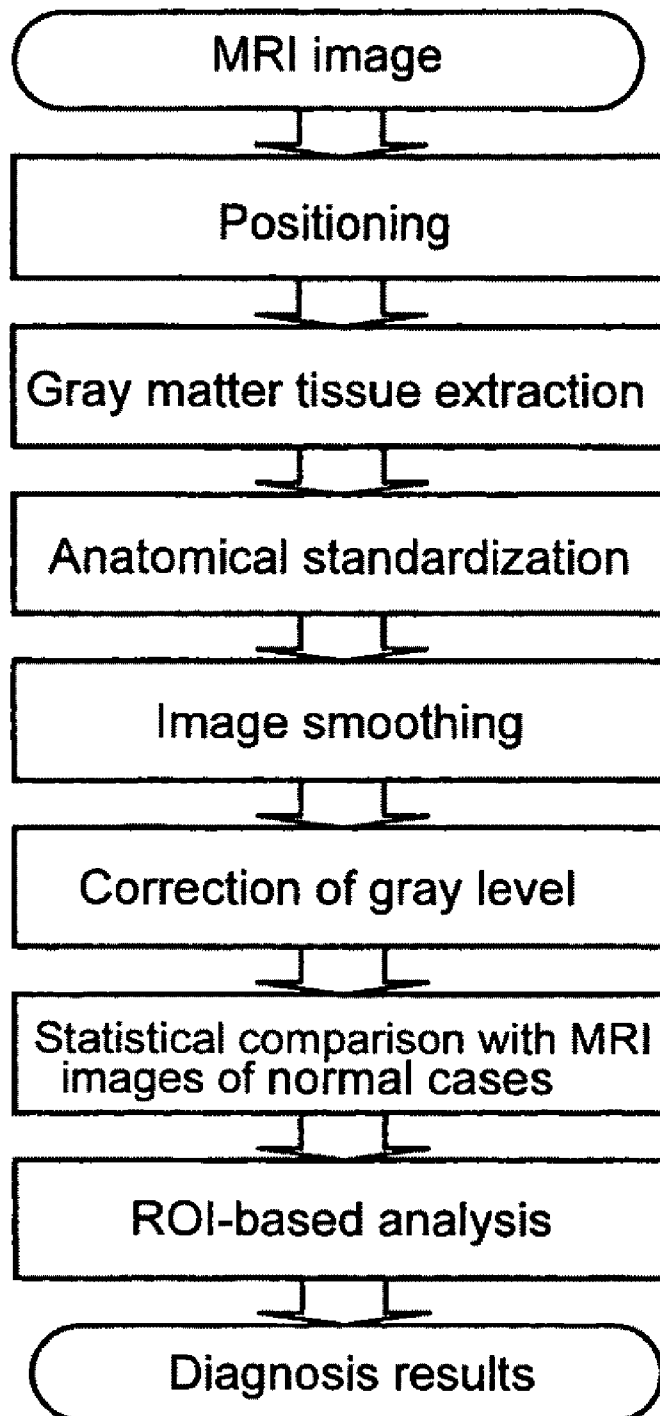 MRI image
Positioning
Gray matter tissue extraction
Anatomical standardization
Image smoothing
Correction of gray level
Statistical comparison with MRI
images of normal cases
ROI-based analysis
Diagnosis results